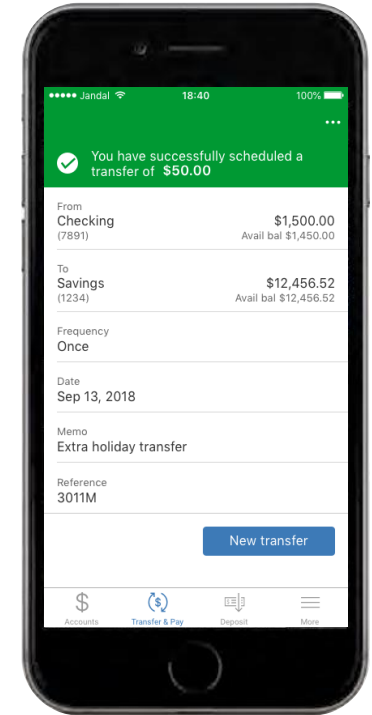 Jandal 18:40 100%
...
You have successfully scheduled a
transfer of $50.00
From
Checking $1,500.00
(7891) Avail bal $1,450.00
To
Savings $12,456.52
(1234) Avail bal $12,456.52
Frequency
Once
Date
Sep 13, 2018
Memo
Extra holiday transfer
Reference
3011M
New transfer
$ $
Accounts Transfer & Pay Deposit More